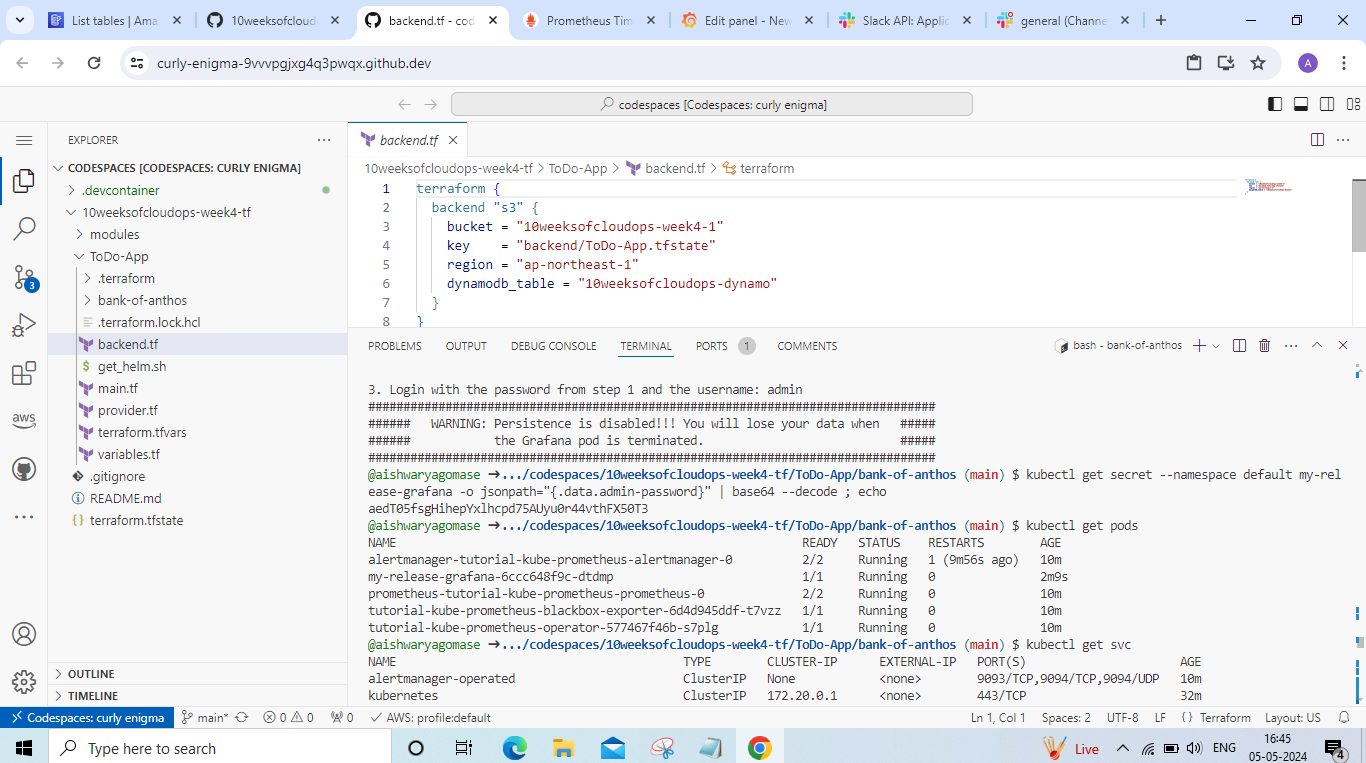 List tables | Ama
10weeksofcloud
backend.tf - cod
Prometheus Tim
Edit panel - New
Slack API: Applic
general (Channe
curly-enigma-9vvvpgjxg4q3pwqx.github.dev
A
codespaces [Codespaces: curly enigma]
EXPLORER
CODESPACES [CODESPACES: CURLY ENIGMA]
.devcontainer
10weeksofcloudops-week4-tf
modules
ToDo-App
.terraform
bank-of-anthos
.terraform.lock.hcl
backend.tf
get_helm.sh
main.tf
provider.tf
terraform.tfvars
variables.tf
.gitignore
README.md
terraform.tfstate
OUTLINE
TIMELINE
3
aws
backend.tf
10weeksofcloudops-week4-tf > ToDo-App > backend.tf > terraform
1 terraform {
2 backend "s3" {
3 bucket = "10weeksofcloudops-week4-1"
4 key    = "backend/ToDo-App.tfstate"
5 region = "ap-northeast-1"
6 dynamodb_table = "10weeksofcloudops-dynamo"
7 }
8 }
PROBLEMS OUTPUT DEBUG CONSOLE TERMINAL PORTS 1 COMMENTS bash - bank-of-anthos
3. Login with the password from step 1 and the username: admin
#################################################################################
######   WARNING: Persistence is disabled!!! You will lose your data when   #####
######            the Grafana pod is terminated.                            #####
#################################################################################
@aishwaryagomase ➜.../codespaces/10weeksofcloudops-week4-tf/ToDo-App/bank-of-anthos (main) $ kubectl get secret --namespace default my-rel
ease-grafana -o jsonpath="{.data.admin-password}" | base64 --decode ; echo
aedT05fsgHihepYxlhcpd75AUyu0r44vthFX50T3
@aishwaryagomase ➜.../codespaces/10weeksofcloudops-week4-tf/ToDo-App/bank-of-anthos (main) $ kubectl get pods
NAME READY STATUS RESTARTS AGE
alertmanager-tutorial-kube-prometheus-alertmanager-0 2/2 Running 1 (9m56s ago) 10m
my-release-grafana-6ccc648f9c-dtdmp 1/1 Running 0 2m9s
prometheus-tutorial-kube-prometheus-prometheus-0 2/2 Running 0 10m
tutorial-kube-prometheus-blackbox-exporter-6d4d945ddf-t7vzz 1/1 Running 0 10m
tutorial-kube-prometheus-operator-577467f46b-s7plg 1/1 Running 0 10m
@aishwaryagomase ➜.../codespaces/10weeksofcloudops-week4-tf/ToDo-App/bank-of-anthos (main) $ kubectl get svc
NAME TYPE CLUSTER-IP EXTERNAL-IP PORT(S) AGE
alertmanager-operated ClusterIP None <none> 9093/TCP,9094/TCP,9094/UDP 10m
kubernetes ClusterIP 172.20.0.1 <none> 443/TCP 32m
Codespaces: curly enigma main* 0 0 0 AWS: profile:default Ln 1, Col 1 Spaces: 2 UTF-8 LF {} Terraform Layout: US
Type here to search
Live
ENG
16:45
05-05-2024
4